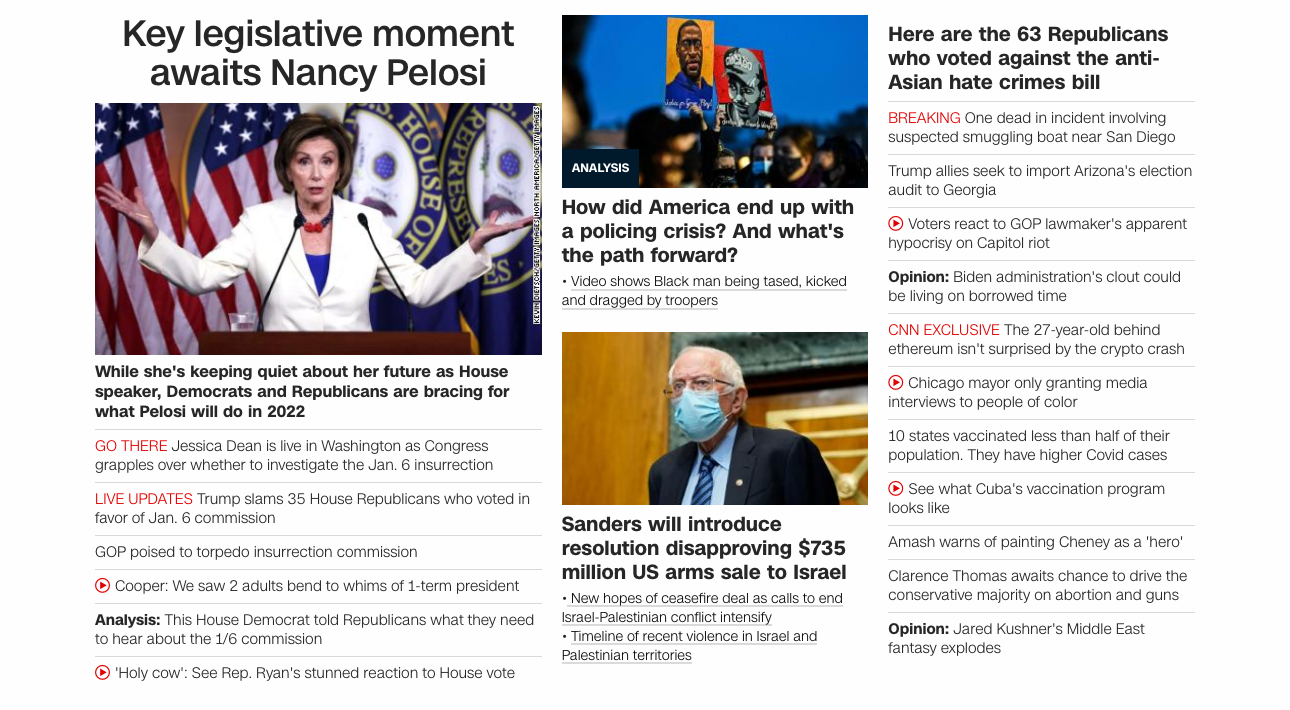 Key legislative moment
awaits Nancy Pelosi
KEVIN DIETSCH/GETTY IMAGES NORTH AMERICA/GETTY IMAGES
While she's keeping quiet about her future as House
speaker, Democrats and Republicans are bracing for
what Pelosi will do in 2022
GO THERE Jessica Dean is live in Washington as Congress
grapples over whether to investigate the Jan. 6 insurrection
LIVE UPDATES Trump slams 35 House Republicans who voted in
favor of Jan. 6 commission
GOP poised to torpedo insurrection commission
Cooper: We saw 2 adults bend to whims of 1-term president
Analysis: This House Democrat told Republicans what they need
to hear about the 1/6 commission
'Holy cow': See Rep. Ryan's stunned reaction to House vote
ANALYSIS
How did America end up with
a policing crisis? And what's
the path forward?
• Video shows Black man being tased, kicked
and dragged by troopers
Sanders will introduce
resolution disapproving $735
million US arms sale to Israel
• New hopes of ceasefire deal as calls to end
Israel-Palestinian conflict intensify
• Timeline of recent violence in Israel and
Palestinian territories
Here are the 63 Republicans
who voted against the anti-
Asian hate crimes bill
BREAKING One dead in incident involving
suspected smuggling boat near San Diego
Trump allies seek to import Arizona's election
audit to Georgia
Voters react to GOP lawmaker's apparent
hypocrisy on Capitol riot
Opinion: Biden administration's clout could
be living on borrowed time
CNN EXCLUSIVE The 27-year-old behind
ethereum isn't surprised by the crypto crash
Chicago mayor only granting media
interviews to people of color
10 states vaccinated less than half of their
population. They have higher Covid cases
See what Cuba's vaccination program
looks like
Amash warns of painting Cheney as a 'hero'
Clarence Thomas awaits chance to drive the
conservative majority on abortion and guns
Opinion: Jared Kushner's Middle East
fantasy explodes